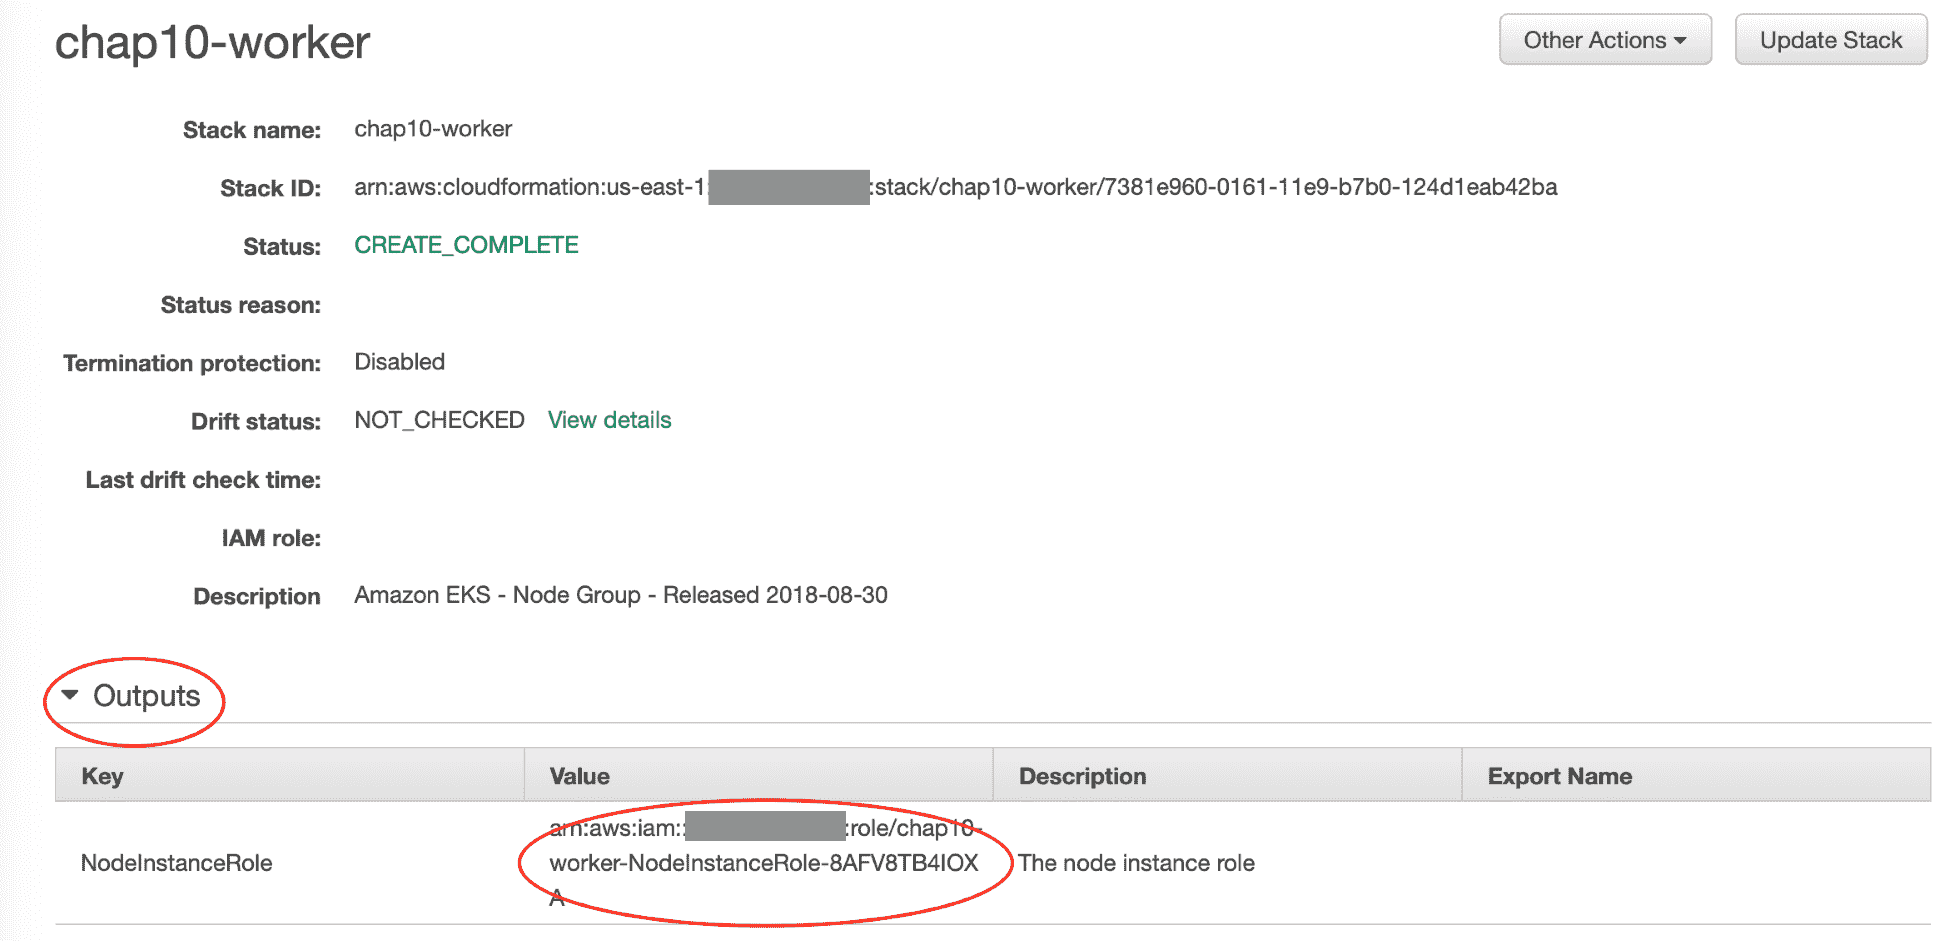 chap10-worker
Other Actions
Update Stack
Stack name: chap10-worker
Stack ID: arn:aws:cloudformation:us-east-1: :stack/chap10-worker/7381e960-0161-11e9-b7b0-124d1eab42ba
Status: CREATE_COMPLETE
Status reason:
Termination protection: Disabled
Drift status: NOT_CHECKED View details
Last drift check time:
IAM role:
Description Amazon EKS - Node Group - Released 2018-08-30
Outputs
Key Value Description Export Name
arn:aws:iam:: :role/chap10-
NodeInstanceRole worker-NodeInstanceRole-8AFV8TB4IOX The node instance role
A